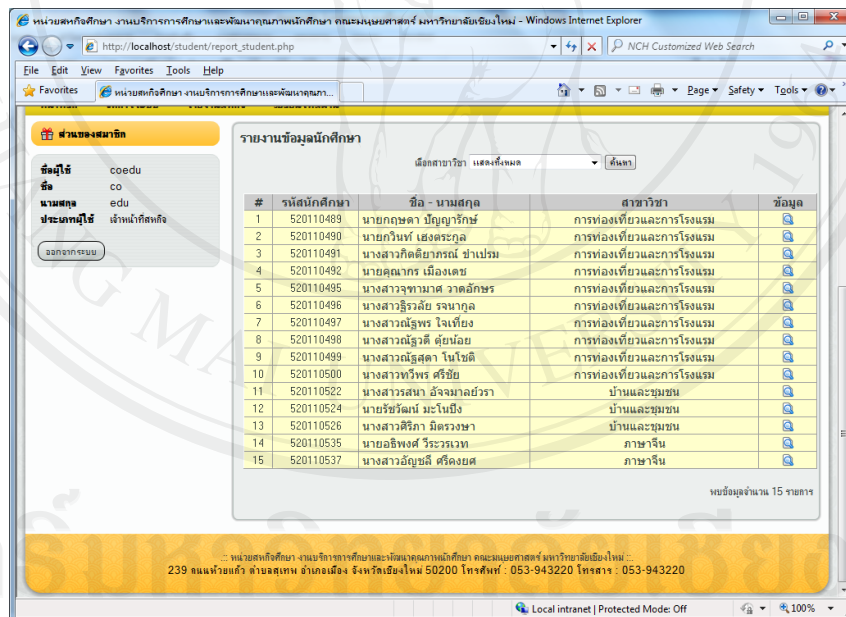 หน่วยสหกิจศึกษา งานบริการการศึกษาและพัฒนาคุณภาพนักศึกษา คณะมนุษยศาสตร์ มหาวิทยาลัยเชียงใหม่ - Windows Internet Explorer
http://localhost/student/report_student.php
NCH Customized Web Search
File Edit View Favorites Tools Help
Favorites หน่วยสหกิจศึกษา งานบริการการศึกษาและพัฒนาคุณภา... Page Safety Tools
ส่วนของสมาชิก
ชื่อผู้ใช้ coedu
ชื่อ co
นามสกุล edu
ประเภทผู้ใช้ เจ้าหน้าที่สหกิจ
ออกจากระบบ
รายงานข้อมูลนักศึกษา
เลือกสาขาวิชา แสดงทั้งหมด ค้นหา
# รหัสนักศึกษา ชื่อ - นามสกุล สาขาวิชา ข้อมูล
1 520110489 นายกฤษดา ปัญญารักษ์ การท่องเที่ยวและการโรงแรม
2 520110490 นายกวินท์ เฮงตระกูล การท่องเที่ยวและการโรงแรม
3 520110491 นางสาวกิตติยาภรณ์ ชำเปรม การท่องเที่ยวและการโรงแรม
4 520110492 นายคุณากร เมืองเดช การท่องเที่ยวและการโรงแรม
5 520110495 นางสาวจุฑามาศ วาดอักษร การท่องเที่ยวและการโรงแรม
6 520110496 นางสาวฐิรวลัย รจนากูล การท่องเที่ยวและการโรงแรม
7 520110497 นางสาวณัฐพร ใจเที่ยง การท่องเที่ยวและการโรงแรม
8 520110498 นางสาวณัฐวดี ตุ้ยน้อย การท่องเที่ยวและการโรงแรม
9 520110499 นางสาวณัฐสุดา โนโชติ การท่องเที่ยวและการโรงแรม
10 520110500 นางสาวทวีพร ศรีชัย การท่องเที่ยวและการโรงแรม
11 520110522 นางสาวรสนา อัจจมาลย์วรา บ้านและชุมชน
12 520110524 นายรัชวัฒน์ มะโนปิง บ้านและชุมชน
13 520110526 นางสาวศิริภา มิตรวงษา บ้านและชุมชน
14 520110535 นายอธิพงศ์ วีระวรเวท ภาษาจีน
15 520110537 นางสาวอัญชลี ศรีดงยศ ภาษาจีน
พบข้อมูลจำนวน 15 รายการ
.:: หน่วยสหกิจศึกษา งานบริการการศึกษาและพัฒนาคุณภาพนักศึกษา คณะมนุษยศาสตร์ มหาวิทยาลัยเชียงใหม่ ::.
239 ถนนห้วยแก้ว ตำบลสุเทพ อำเภอเมือง จังหวัดเชียงใหม่ 50200 โทรศัพท์ : 053-943220 โทรสาร : 053-943220
Local intranet | Protected Mode: Off 100%